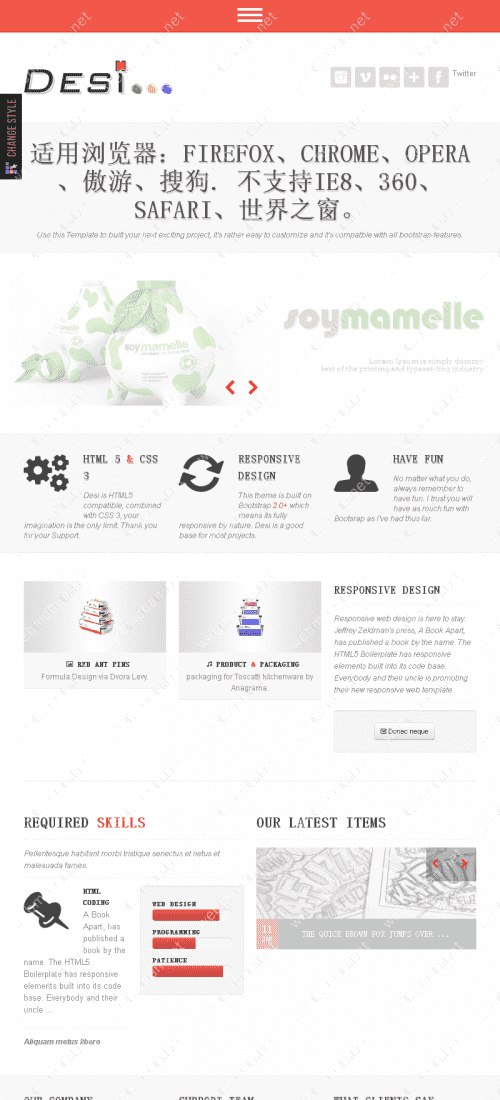 DESI...
Twitter
CHANGE STYLE
适用浏览器：FIREFOX、CHROME、OPERA
、傲游、搜狗. 不支持IE8、360、
SAFARI、世界之窗。
Use this Template to built your next exciting project, it's rather easy to customize and it's compatble with all bootstrap features.
soymamelle
soymamelle
Lorem Ipsum is simply dummy
text of the printing and typesetting industry
HTML 5 & CSS
3
Desi is HTML5
compatible, combined
with CSS 3, your
imagination is the only limit. Thank you
for your Support.
RESPONSIVE
DESIGN
This theme is built on
Bootstrap 2.0+ which
means its fully
responsive by nature. Desi is a good
base for most projects.
HAVE FUN
No matter what you do,
always remember to
have fun. I trust you will
have as much fun with
Bootsrap as I've had thus far.
RED ANT PINS
Formula Design via Dvora Levy.
PRODUCT & PACKAGING
packaging for Toscatti kitchenware by
Anagrama.
RESPONSIVE DESIGN
Responsive web design is here to stay.
Jeffrey Zeldman's press, A Book Apart,
has published a book by the name. The
HTML5 Boilerplate has responsive
elements built into its code base.
Everybody and their uncle is promoting
their new responsive web template.
Donec neque
REQUIRED SKILLS
Pellentesque habitant morbi tristique senectus et netus et
malesuada fames.
HTML
CODING
A Book
Apart, has
published a
book by the
name. The HTML5
Boilerplate has responsive
elements built into its code
base. Everybody and their
uncle ...
WEB DESIGN
PROGRAMMING
PATIENCE
Aliquam metus libero
OUR LATEST ITEMS
THE QUICK BROWN FOX JUMPS OVER ...
OUR COMPANY
SUPPORT TEAM
WHAT CLIENTS SAY